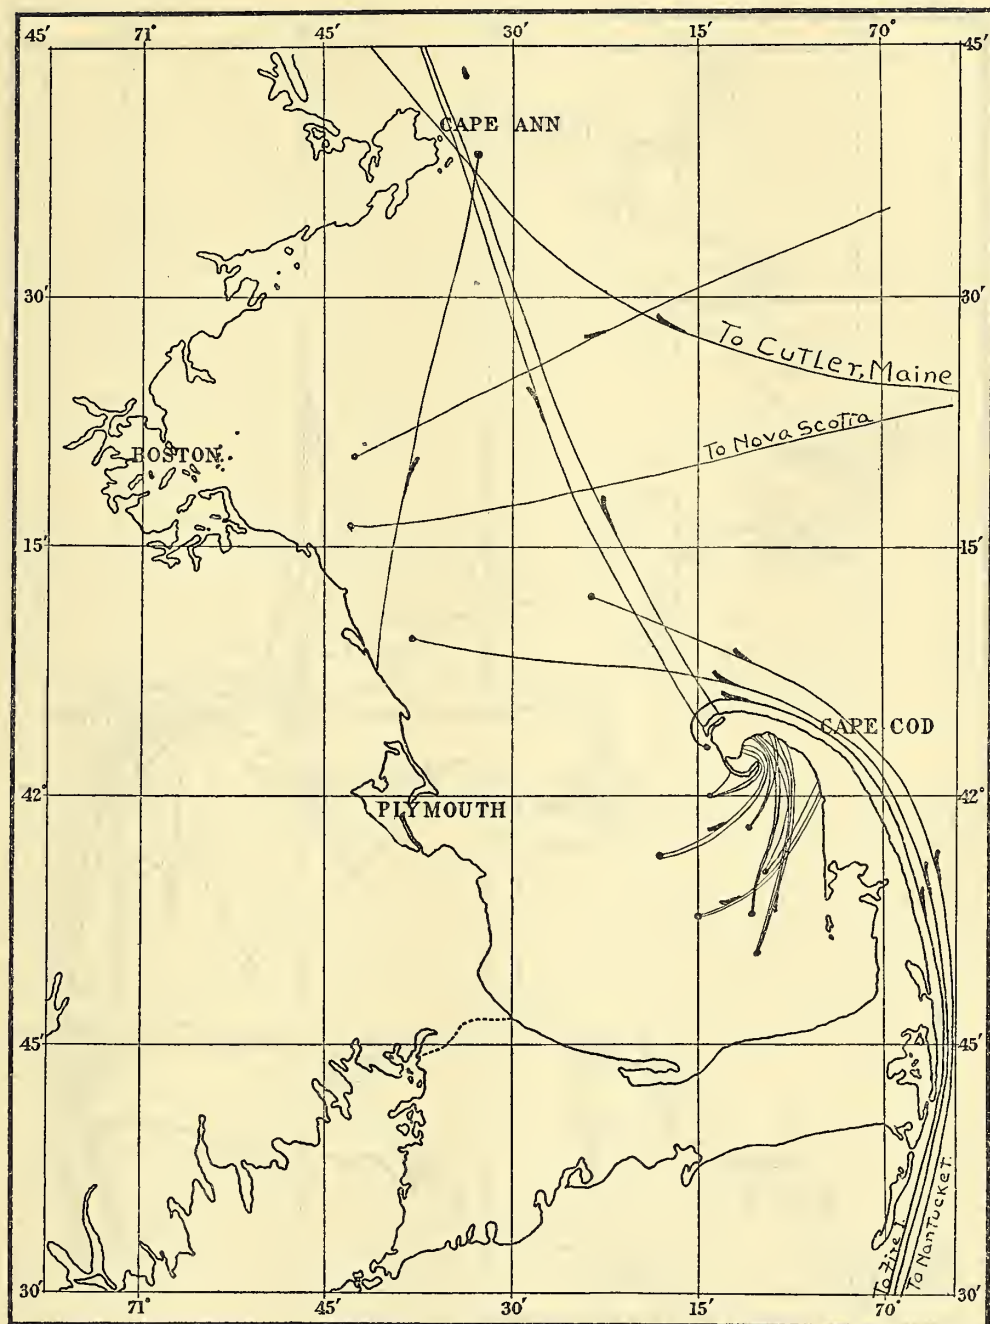 45′ 71° 45′ 30′ 15′ 70° 45′
CAPE ANN
30′ 30′
To CUTLER, Maine
To Nova Scotia
BOSTON
15′ 15′
CAPE COD
42° 42°
PLYMOUTH
45′ 45′
To Fire I.
To NANTUCKET.
30′ 71° 45′ 30′ 15′ 70° 30′